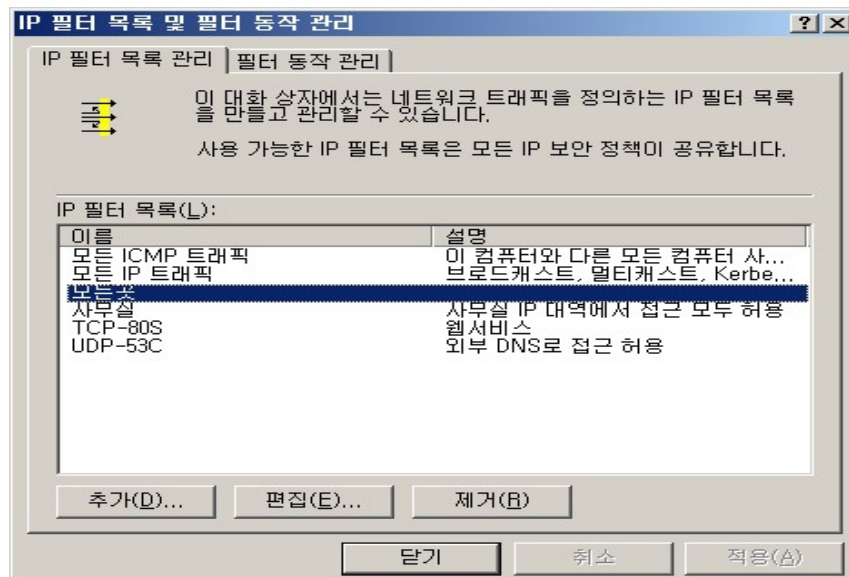 IP 필터 목록 및 필터 동작 관리
IP 필터 목록 관리 필터 동작 관리
이 대화 상자에서는 네트워크 트래픽을 정의하는 IP 필터 목록
을 만들고 관리할 수 있습니다.
사용 가능한 IP 필터 목록은 모든 IP 보안 정책이 공유합니다.
IP 필터 목록(L):
이름 설명
모든 ICMP 트래픽 이 컴퓨터와 다른 모든 컴퓨터 사...
모든 IP 트래픽 브로드캐스트, 멀티캐스트, Kerbe...
모든곳
사무실 사무실 IP 대역에서 접근 모두 허용
TCP-80S 웹서비스
UDP-53C 외부 DNS로 접근 허용
추가(D)... 편집(E)... 제거(R)
닫기 취소 적용(A)